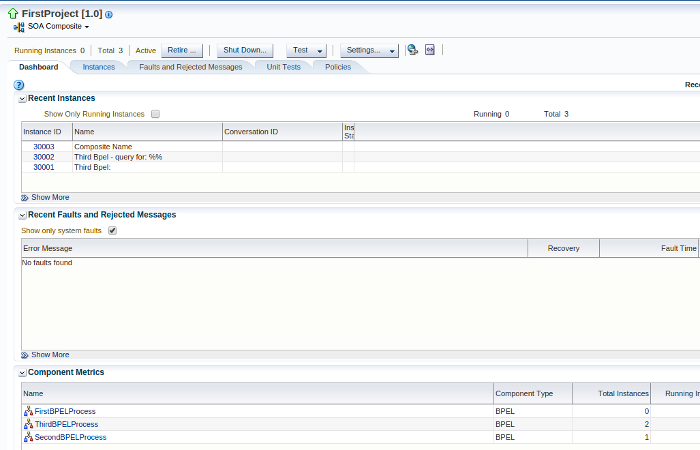 FirstProject [1.0]
SOA Composite
Running Instances 0 Total 3 Active Retire ... Shut Down... Test Settings...
Dashboard Instances Faults and Rejected Messages Unit Tests Policies
Rece
Recent Instances
Show Only Running Instances Running 0 Total 3
Instance ID Name Conversation ID Ins
Sta
30003 Composite Name
30002 Third Bpel - query for: %%
30001 Third Bpel:
Show More
Recent Faults and Rejected Messages
Show only system faults
Error Message Recovery Fault Time
No faults found
Show More
Component Metrics
Name Component Type Total Instances Running In
FirstBPELProcess BPEL 0
ThirdBPELProcess BPEL 2
SecondBPELProcess BPEL 1